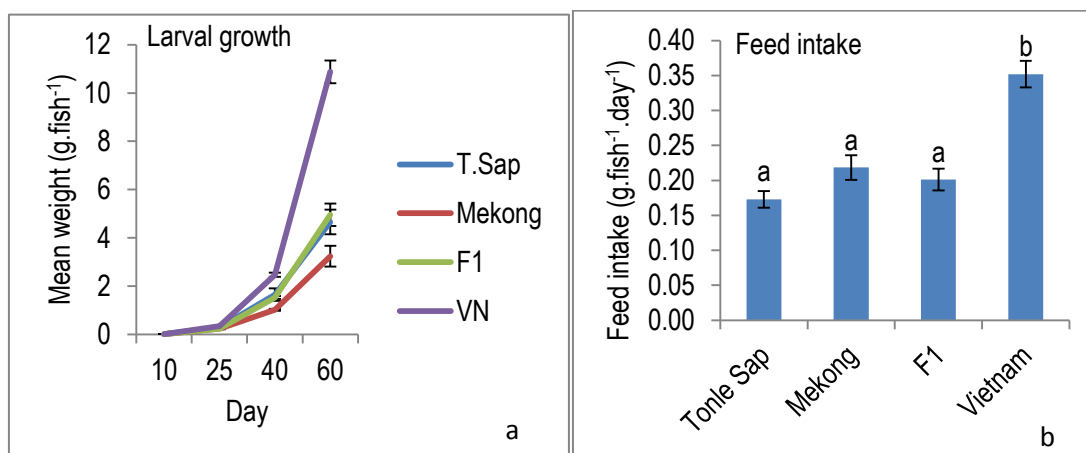 Larval growth
Mean weight (g.fish⁻¹)
12
10
8
6
4
2
0
10 25 40 60
Day
T.Sap
Mekong
F1
VN
a
Feed intake
Feed intake (g.fish⁻¹.day⁻¹)
0.40
0.35
0.30
0.25
0.20
0.15
0.10
0.05
0.00
a a a b
Tonle Sap
Mekong
F1
Vietnam
b